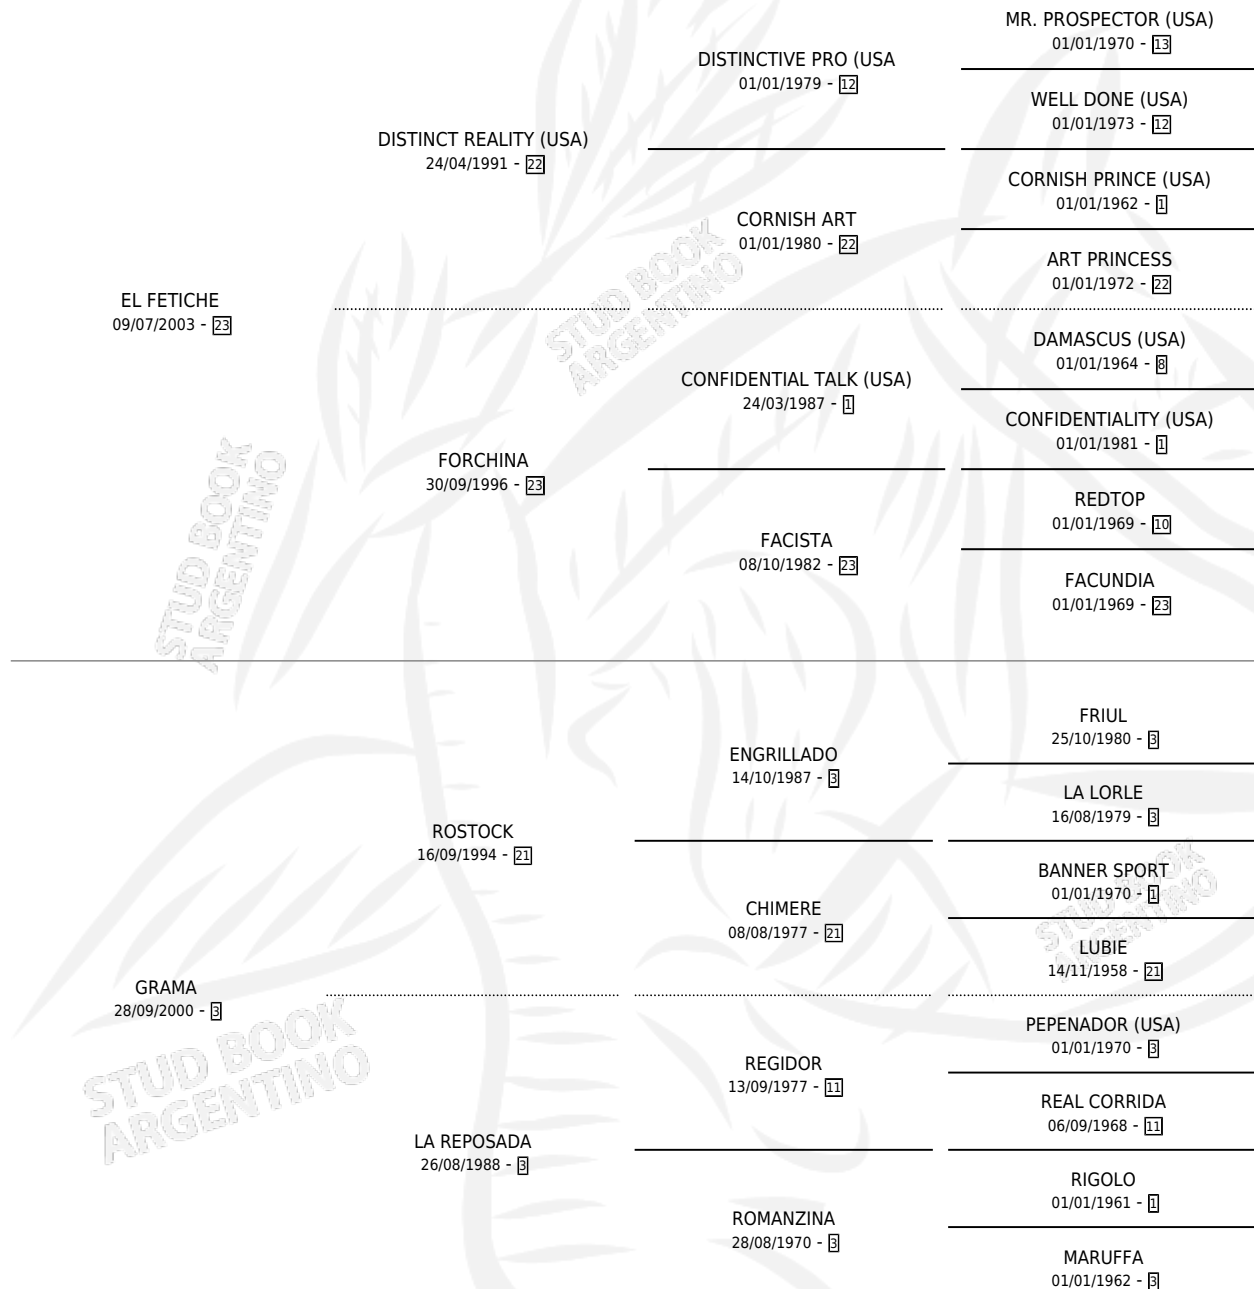 MR. PROSPECTOR (USA)
01/01/1970 - 13
DISTINCTIVE PRO (USA
01/01/1979 - 12
WELL DONE (USA)
01/01/1973 - 12
DISTINCT REALITY (USA)
24/04/1991 - 22
CORNISH PRINCE (USA)
01/01/1962 - 1
CORNISH ART
01/01/1980 - 22
ART PRINCESS
01/01/1972 - 22
EL FETICHE
09/07/2003 - 23
DAMASCUS (USA)
01/01/1964 - 8
CONFIDENTIAL TALK (USA)
24/03/1987 - 1
CONFIDENTIALITY (USA)
01/01/1981 - 1
FORCHINA
30/09/1996 - 23
REDTOP
01/01/1969 - 10
FACISTA
08/10/1982 - 23
FACUNDIA
01/01/1969 - 23
FRIUL
25/10/1980 - 3
ENGRILLADO
14/10/1987 - 3
LA LORLE
16/08/1979 - 3
ROSTOCK
16/09/1994 - 21
BANNER SPORT
01/01/1970 - 1
CHIMERE
08/08/1977 - 21
LUBIE
14/11/1958 - 21
GRAMA
28/09/2000 - 3
PEPENADOR (USA)
01/01/1970 - 3
REGIDOR
13/09/1977 - 11
REAL CORRIDA
06/09/1968 - 11
LA REPOSADA
26/08/1988 - 3
RIGOLO
01/01/1961 - 1
ROMANZINA
28/08/1970 - 3
MARUFFA
01/01/1962 - 3
STUD BOOK
ARGENTINO
STUD BOOK
ARGENTINO
STUD BOOK
ARGENTINO
STUD BOOK
ARGENTINO